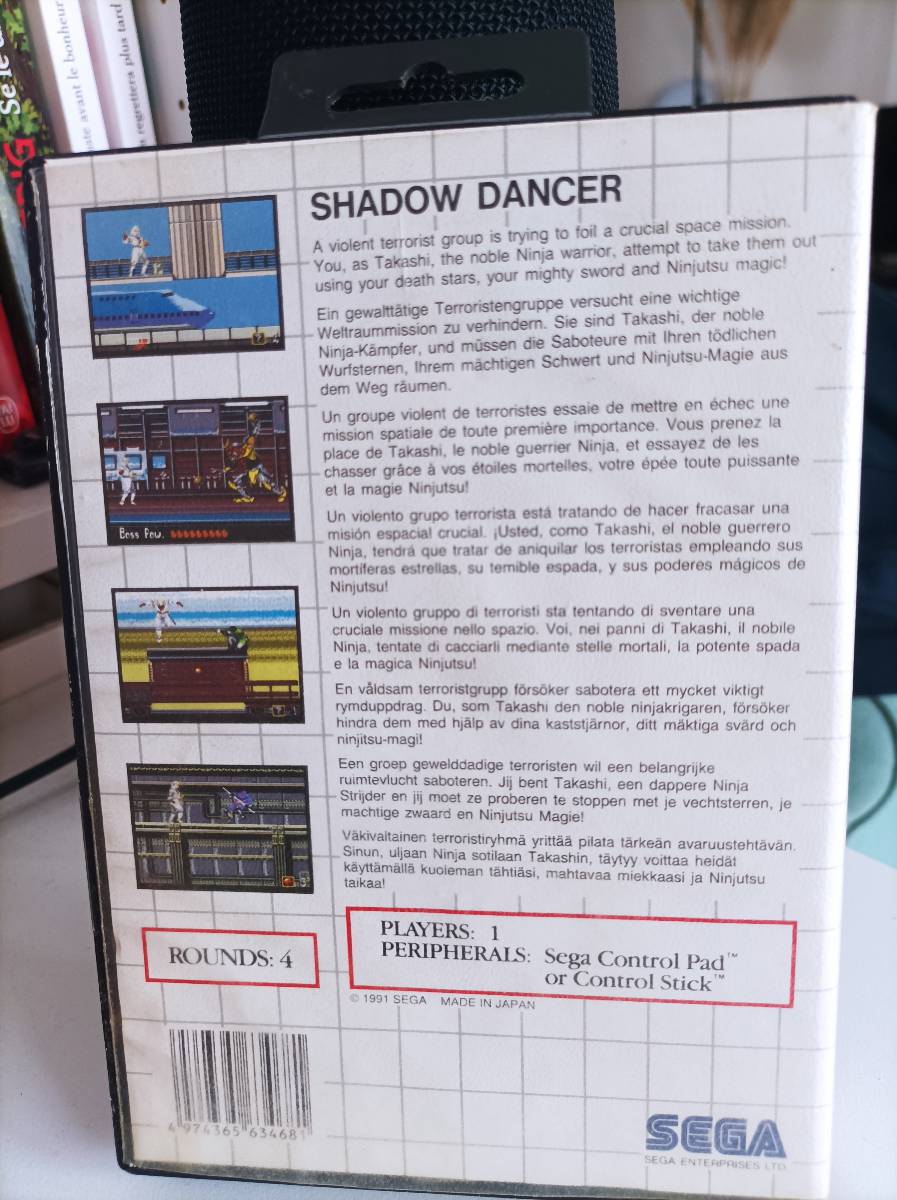 Se re
ste avant le bonheur
regrettera plus tard
SHADOW DANCER
A violent terrorist group is trying to foil a crucial space mission.
You, as Takashi, the noble Ninja warrior, attempt to take them out
using your death stars, your mighty sword and Ninjutsu magic!
Ein gewalttätige Terroristengruppe versucht eine wichtige
Weltraummission zu verhindern. Sie sind Takashi, der noble
Ninja-Kämpfer, und müssen die Saboteure mit Ihren tödlichen
Wurfsternen, Ihrem mächtigen Schwert und Ninjutsu-Magie aus
dem Weg räumen.
Un groupe violent de terroristes essaie de mettre en échec une
mission spatiale de toute première importance. Vous prenez la
place de Takashi, le noble guerrier Ninja, et essayez de les
chasser grâce à vos étoiles mortelles, votre épée toute puissante
et la magie Ninjutsu!
Boss Pow.
Un violento grupo terrorista está tratando de hacer fracasar una
misión espacial crucial. ¡Usted, como Takashi, el noble guerrero
Ninja, tendrá que tratar de aniquilar los terroristas empleando sus
mortíferas estrellas, su temible espada, y sus poderes mágicos de
Ninjutsu!
Un violento gruppo di terroristi sta tentando di sventare una
cruciale missione nello spazio. Voi, nei panni di Takashi, il nobile
Ninja, tentate di cacciarli mediante stelle mortali, la potente spada
e la magica Ninjutsu!
En våldsam terroristgrupp försöker sabotera ett mycket viktigt
rymduppdrag. Du, som Takashi den noble ninjakrigaren, försöker
hindra dem med hjälp av dina kaststjärnor, ditt mäktiga svärd och
ninjitsu-magi!
Een groep gewelddadige terroristen wil een belangrijke
ruimtevlucht saboteren. Jij bent Takashi, een dappere Ninja
Strijder en jij moet ze proberen te stoppen met je vechtsterren, je
machtige zwaard en Ninjutsu Magie!
Väkivaltainen terroristiryhmä yrittää pilata tärkeän avaruustehtävän.
Sinun, uljaan Ninja sotilaan Takashin, täytyy voittaa heidät
käyttämällä kuoleman tähtiäsi, mahtavaa miekkaasi ja Ninjutsu
taikaa!
ROUNDS: 4
PLAYERS: 1
PERIPHERALS: Sega Control Pad™
or Control Stick™
© 1991 SEGA MADE IN JAPAN
4 974365 634681
SEGA
SEGA ENTERPRISES LTD.